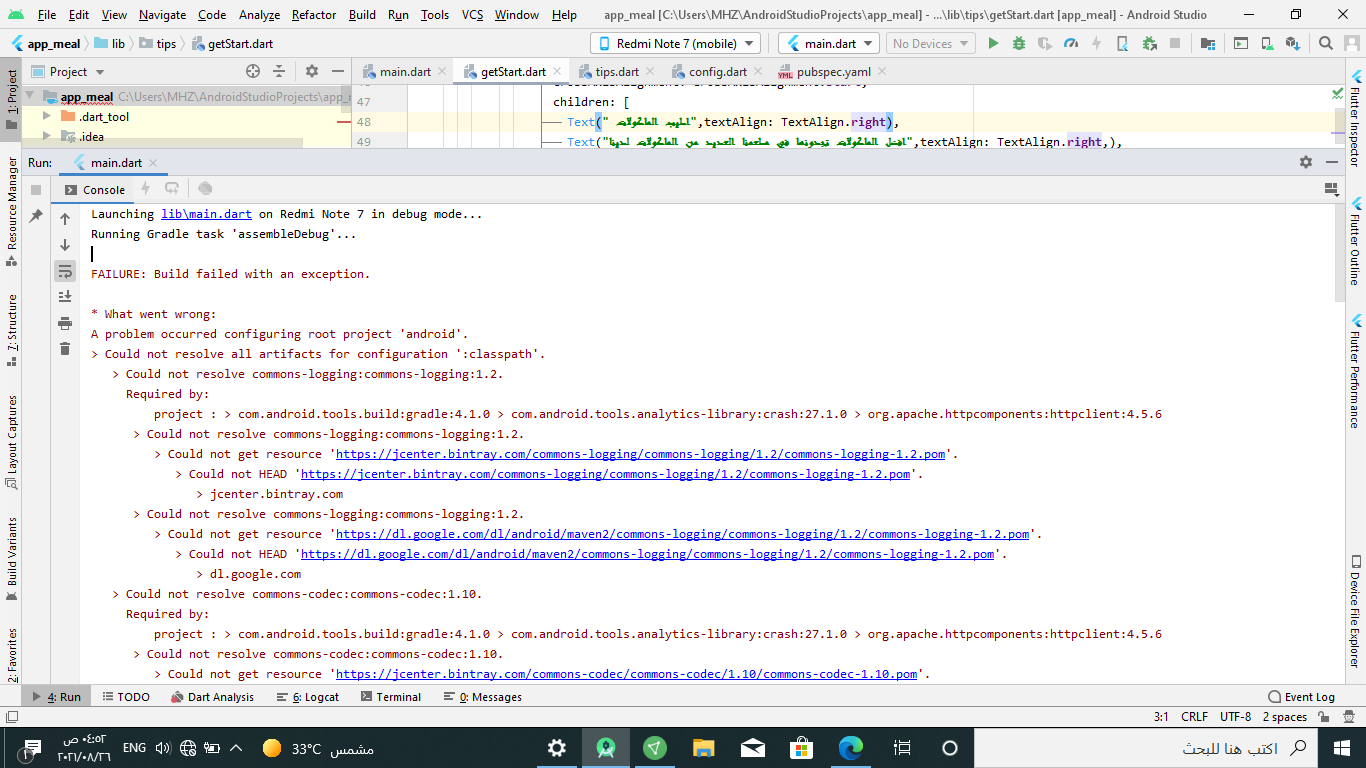 File Edit View Navigate Code Analyze Refactor Build Run Tools VCS Window Help app_meal [C:\Users\MHZ\AndroidStudioProjects\app_meal] - ...\lib\tips\getStart.dart [app_meal] - Android Studio
app_meal lib tips getStart.dart Redmi Note 7 (mobile) main.dart No Devices
1: Project
Project main.dart getStart.dart tips.dart config.dart pubspec.yaml
app_meal C:\Users\MHZ\AndroidStudioProjects\app_
.dart_tool
.idea
47 children: [
48 Text(" اطيب الماكولات",textAlign: TextAlign.right),
49 Text("افضل الماكولات تجدونها في مطعمنا العديد من الماكولات لدينا",textAlign: TextAlign.right,),
Run: main.dart
Console
Launching lib\main.dart on Redmi Note 7 in debug mode...
Running Gradle task 'assembleDebug'...
FAILURE: Build failed with an exception.
* What went wrong:
A problem occurred configuring root project 'android'.
> Could not resolve all artifacts for configuration ':classpath'.
> Could not resolve commons-logging:commons-logging:1.2.
Required by:
project : > com.android.tools.build:gradle:4.1.0 > com.android.tools.analytics-library:crash:27.1.0 > org.apache.httpcomponents:httpclient:4.5.6
> Could not resolve commons-logging:commons-logging:1.2.
> Could not get resource 'https://jcenter.bintray.com/commons-logging/commons-logging/1.2/commons-logging-1.2.pom'.
> Could not HEAD 'https://jcenter.bintray.com/commons-logging/commons-logging/1.2/commons-logging-1.2.pom'.
> jcenter.bintray.com
> Could not resolve commons-logging:commons-logging:1.2.
> Could not get resource 'https://dl.google.com/dl/android/maven2/commons-logging/commons-logging/1.2/commons-logging-1.2.pom'.
> Could not HEAD 'https://dl.google.com/dl/android/maven2/commons-logging/commons-logging/1.2/commons-logging-1.2.pom'.
> dl.google.com
> Could not resolve commons-codec:commons-codec:1.10.
Required by:
project : > com.android.tools.build:gradle:4.1.0 > com.android.tools.analytics-library:crash:27.1.0 > org.apache.httpcomponents:httpclient:4.5.6
> Could not resolve commons-codec:commons-codec:1.10.
> Could not get resource 'https://jcenter.bintray.com/commons-codec/commons-codec/1.10/commons-codec-1.10.pom'.
Resource Manager
7: Structure
Layout Captures
Build Variants
2: Favorites
Flutter Inspector
Flutter Outline
Flutter Performance
Device File Explorer
4: Run TODO Dart Analysis 6: Logcat Terminal 0: Messages Event Log
3:1 CRLF UTF-8 2 spaces
٠٤:٥٢ ص
٢٠٢١/٠٨/٢٦
1
ENG
33°C مشمس
اكتب هنا للبحث